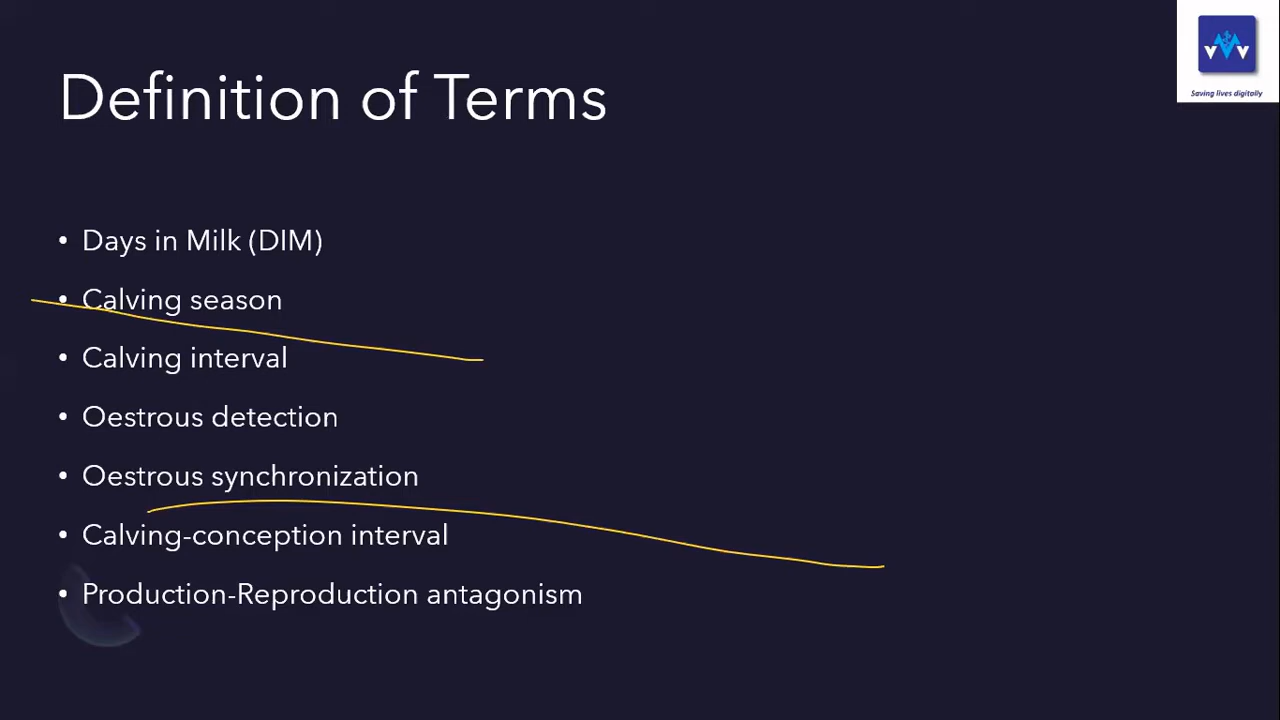 Definition of Terms
VVV
Saving lives digitally
• Days in Milk (DIM)
• Calving season
• Calving interval
• Oestrous detection
• Oestrous synchronization
• Calving-conception interval
• Production-Reproduction antagonism